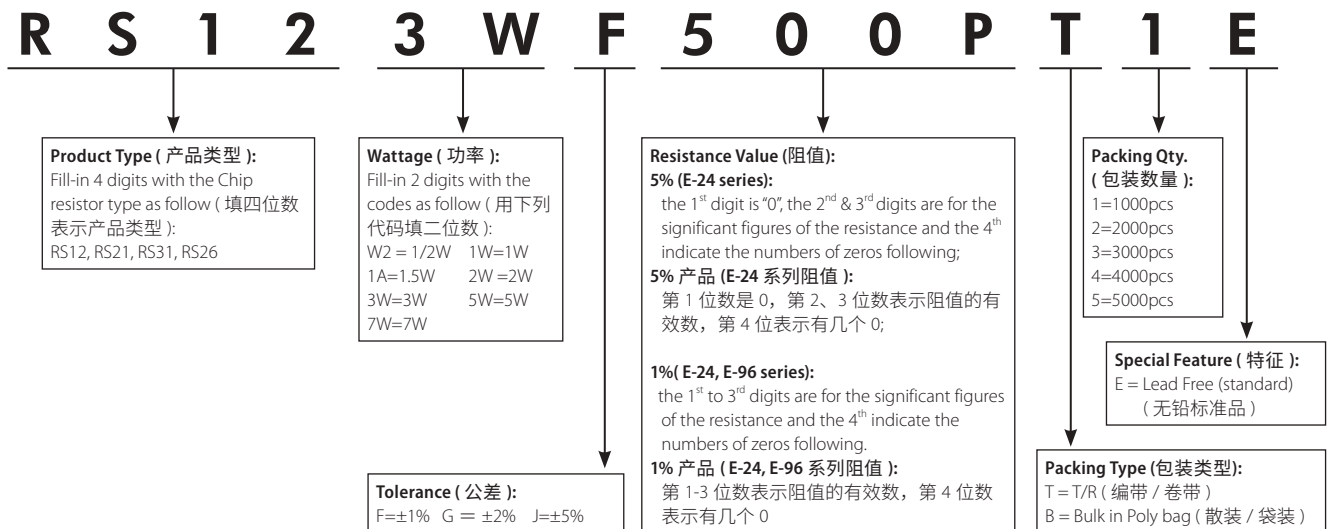 R S 1 2 3 W F 5 0 0 P T 1 E
Product Type ( 产品类型 ):
Fill-in 4 digits with the Chip
resistor type as follow ( 填四位数
表示产品类型 ):
RS12, RS21, RS31, RS26
Wattage ( 功率 ):
Fill-in 2 digits with the
codes as follow ( 用下列
代码填二位数 ):
W2 = 1/2W 1W=1W
1A=1.5W 2W =2W
3W=3W 5W=5W
7W=7W
Tolerance ( 公差 ):
F=±1% G = ±2% J=±5%
Resistance Value (阻值):
5% (E-24 series):
the 1st digit is "0", the 2nd & 3rd digits are for the
significant figures of the resistance and the 4th
indicate the numbers of zeros following;
5% 产品 (E-24 系列阻值 ):
第 1 位数是 0，第 2、3 位数表示阻值的有
效数，第 4 位表示有几个 0;
1%( E-24, E-96 series):
the 1st to 3rd digits are for the significant figures
of the resistance and the 4th indicate the
numbers of zeros following.
1% 产品 ( E-24, E-96 系列阻值 ):
第 1-3 位数表示阻值的有效数，第 4 位数
表示有几个 0
Packing Qty.
( 包装数量 ):
1=1000pcs
2=2000pcs
3=3000pcs
4=4000pcs
5=5000pcs
Special Feature ( 特征 ):
E = Lead Free (standard)
( 无铅标准品 )
Packing Type (包装类型):
T = T/R ( 编带 / 卷带 )
B = Bulk in Poly bag ( 散装 / 袋装 )